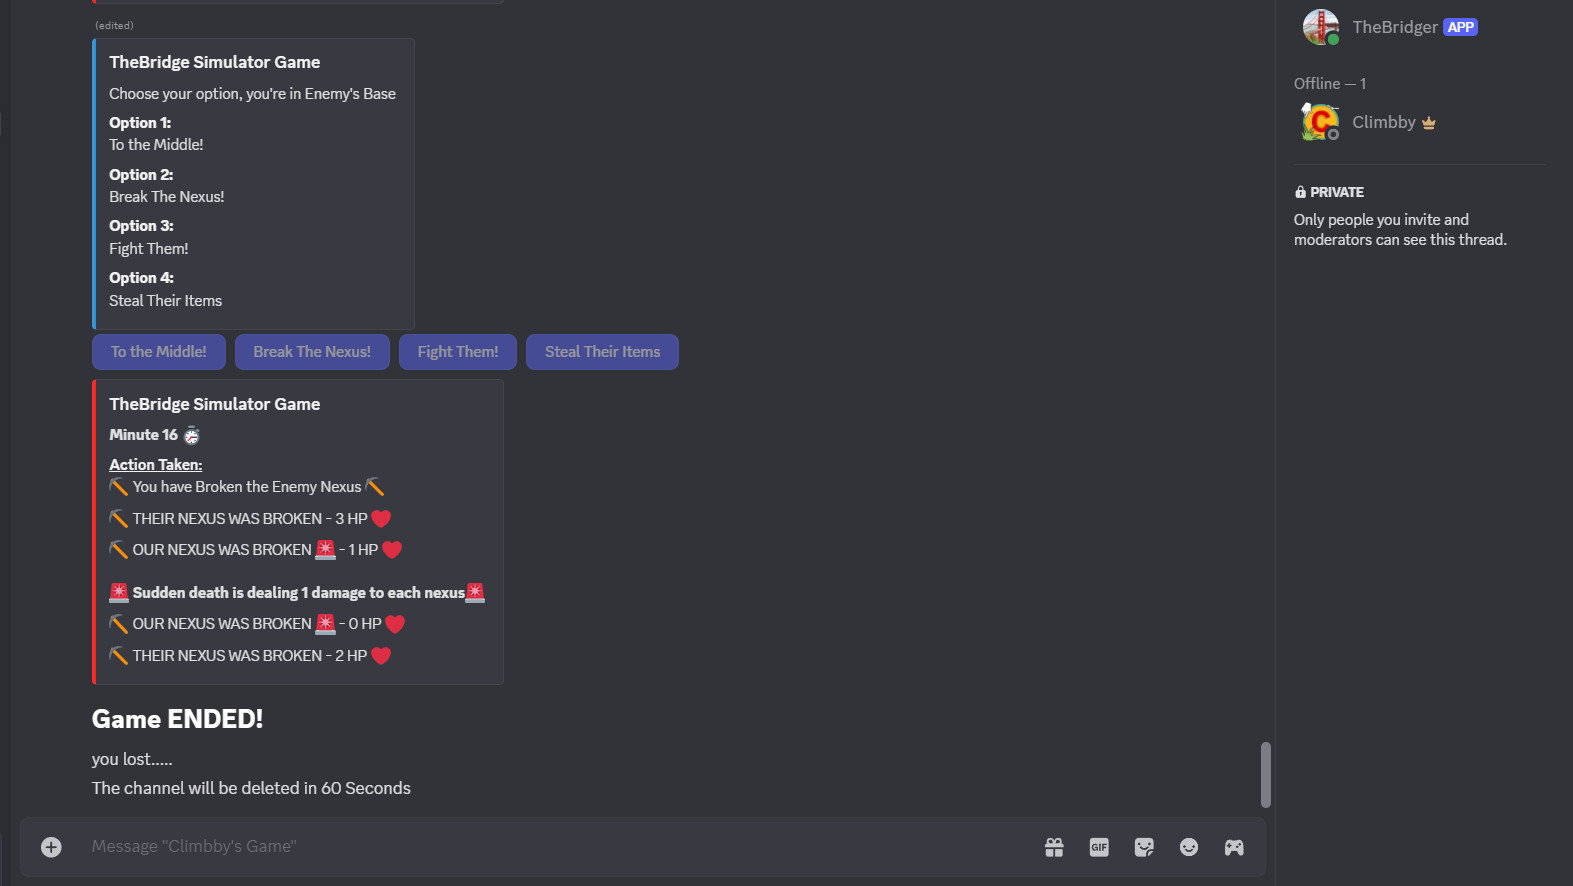 (edited)
TheBridge Simulator Game
Choose your option, you're in Enemy's Base
Option 1:
To the Middle!
Option 2:
Break The Nexus!
Option 3:
Fight Them!
Option 4:
Steal Their Items
To the Middle! Break The Nexus! Fight Them! Steal Their Items
TheBridge Simulator Game
Minute 16
Action Taken:
You have Broken the Enemy Nexus
THEIR NEXUS WAS BROKEN - 3 HP
OUR NEXUS WAS BROKEN - 1 HP
Sudden death is dealing 1 damage to each nexus
OUR NEXUS WAS BROKEN - 0 HP
THEIR NEXUS WAS BROKEN - 2 HP
Game ENDED!
you lost.....
The channel will be deleted in 60 Seconds
Message "Climbby's Game"
GIF
TheBridger APP
Offline — 1
C
Climbby
PRIVATE
Only people you invite and
moderators can see this thread.